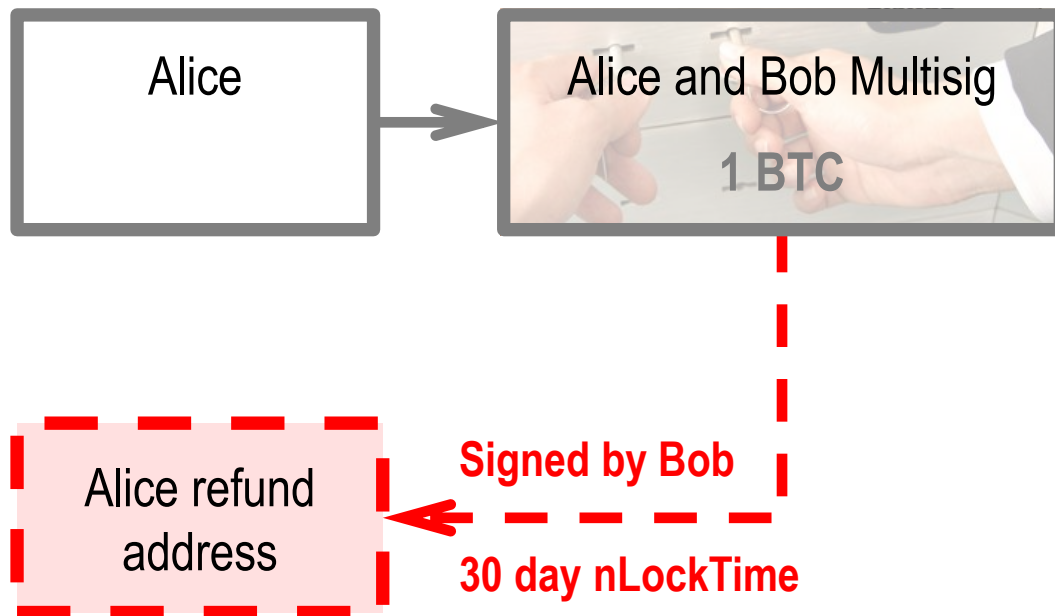 Alice
Alice and Bob Multisig
1 BTC
Signed by Bob
Alice refund
address
30 day nLockTime